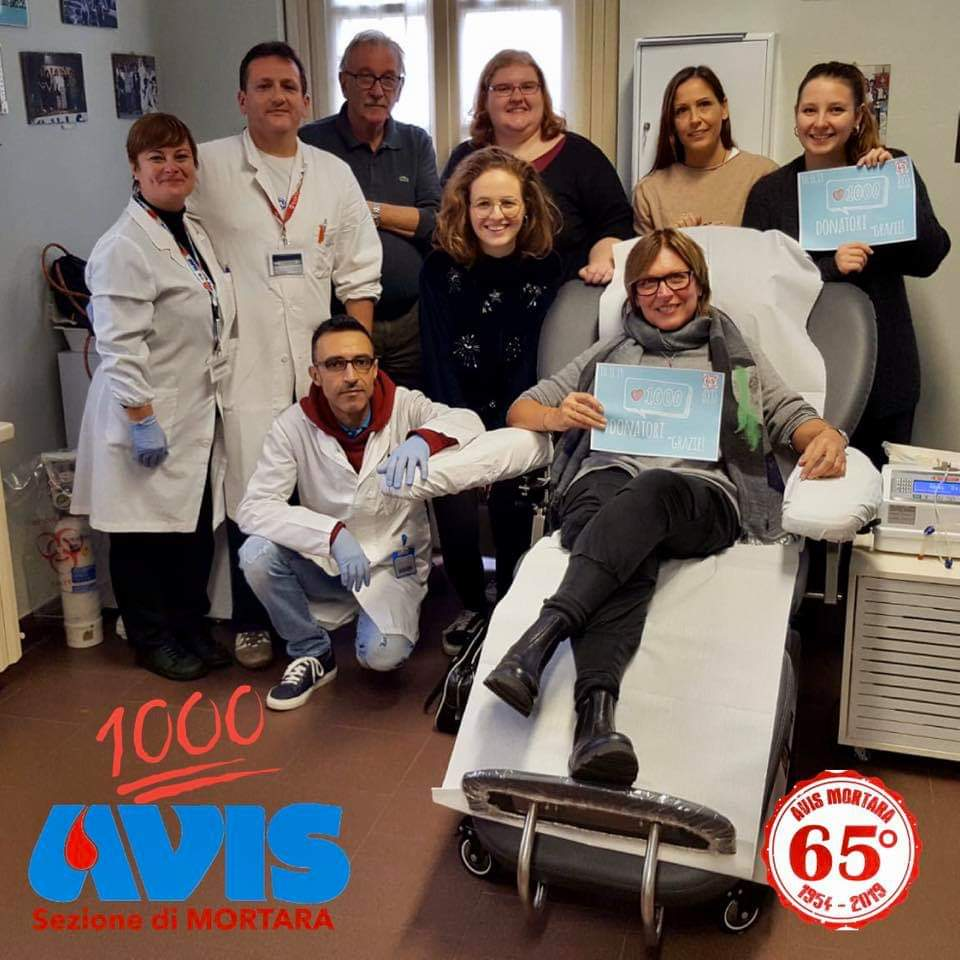 1000
DONATORI
"GRAZIE!
1000
DONATORI
"GRAZIE!
1000
AVIS
Sezione di MORTARA
AVIS MORTARA
65°
1954 - 2019